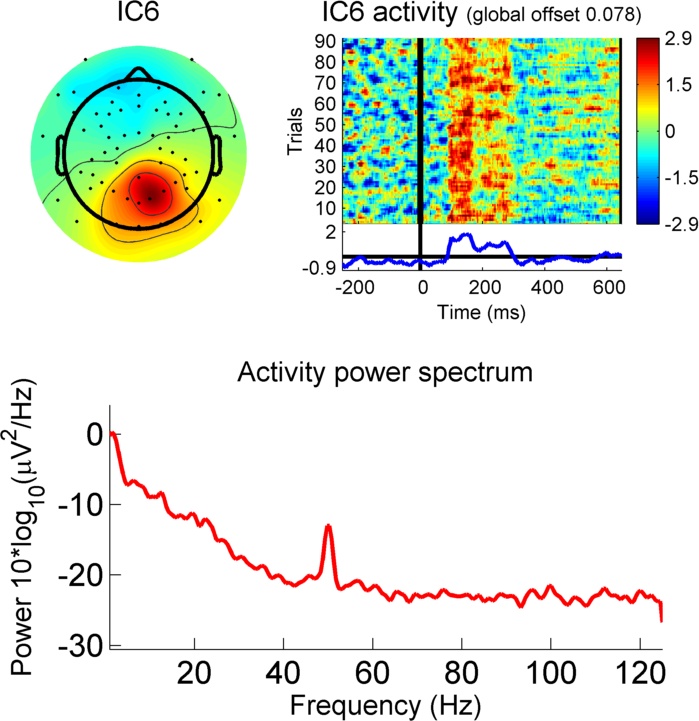 IC6
IC6 activity (global offset 0.078)
Trials
90
80
70
60
50
40
30
20
10
2.9
1.5
0
-1.5
-2.9
2
-0.9
-200 0 200 400 600
Time (ms)
Activity power spectrum
Power 10*log10(μV2/Hz)
0
-10
-20
-30
20 40 60 80 100 120
Frequency (Hz)